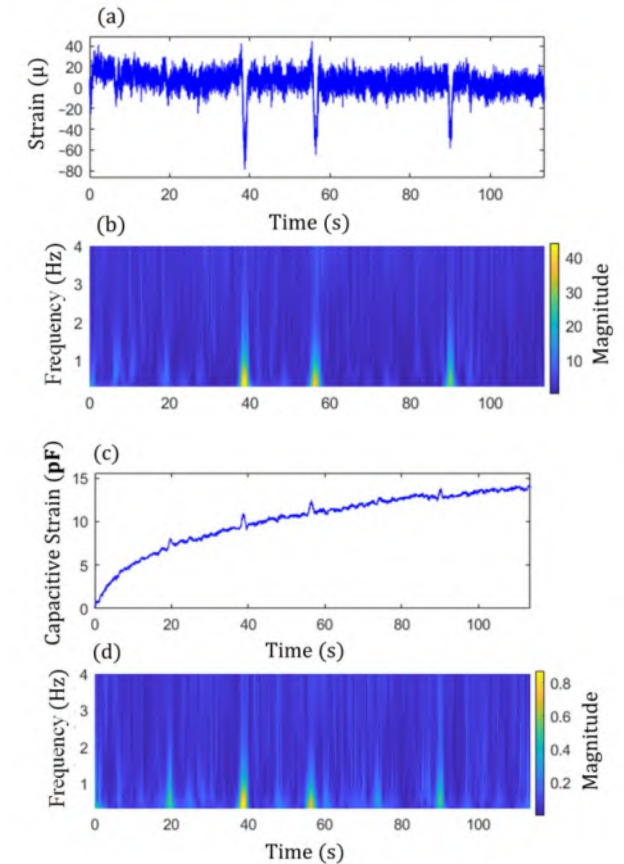 (a)
40
20
0
−20
−40
−60
−80
Strain (μ)
0 20 40 60 80 100
Time (s)
(b)
4
3
2
1
Frequency (Hz)
0 20 40 60 80 100
40
30
20
10
Magnitude
(c)
15
10
5
0
Capacitive Strain (pF)
0 20 40 60 80 100
Time (s)
(d)
4
3
2
1
Frequency (Hz)
0 20 40 60 80 100
Time (s)
0.8
0.6
0.4
0.2
Magnitude